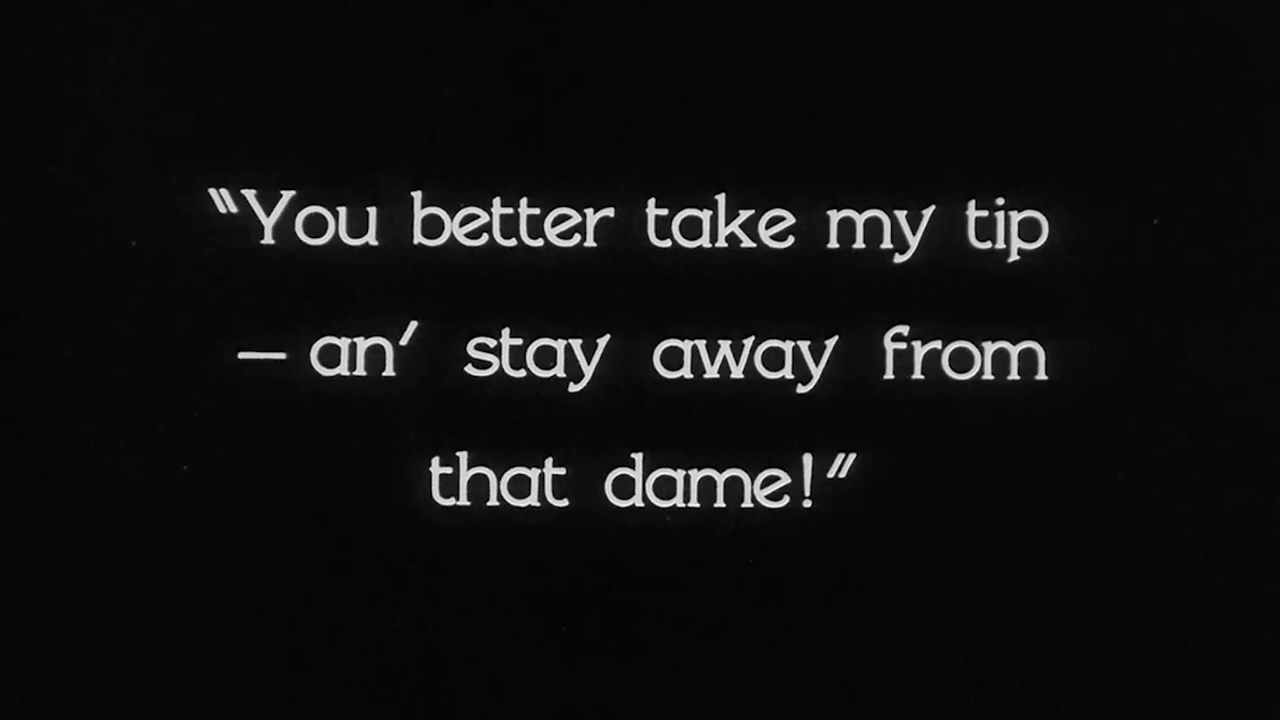 “You better take my tip
— an’ stay away from
that dame!”